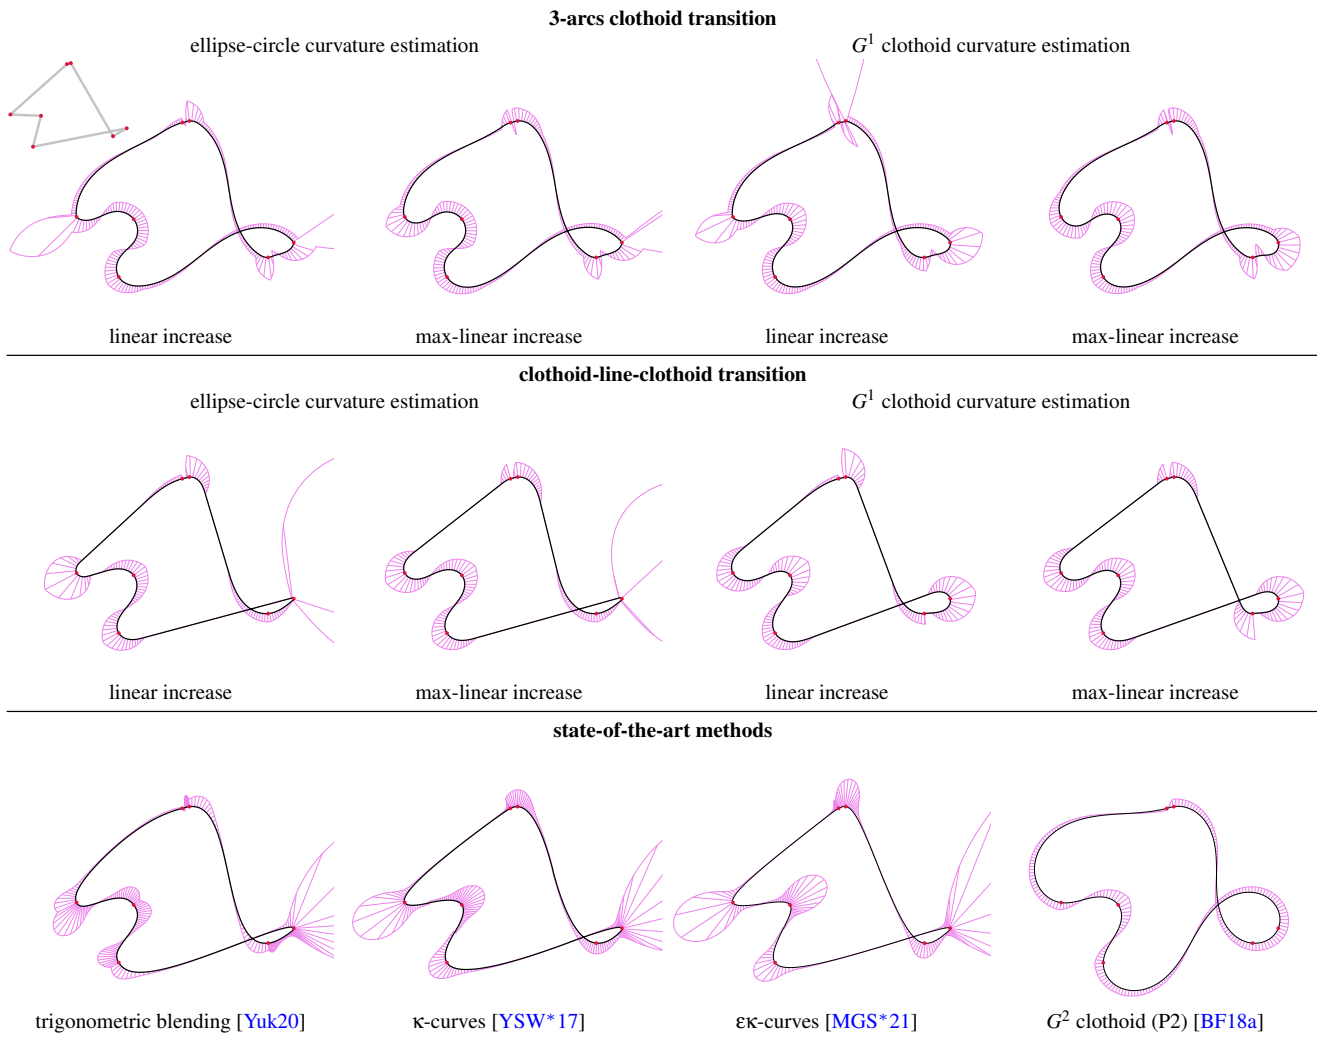 3-arcs clothoid transition
ellipse-circle curvature estimation
G¹ clothoid curvature estimation
linear increase
max-linear increase
linear increase
max-linear increase
clothoid-line-clothoid transition
ellipse-circle curvature estimation
G¹ clothoid curvature estimation
linear increase
max-linear increase
linear increase
max-linear increase
state-of-the-art methods
trigonometric blending [Yuk20]
κ-curves [YSW*17]
εκ-curves [MGS*21]
G² clothoid (P2) [BF18a]